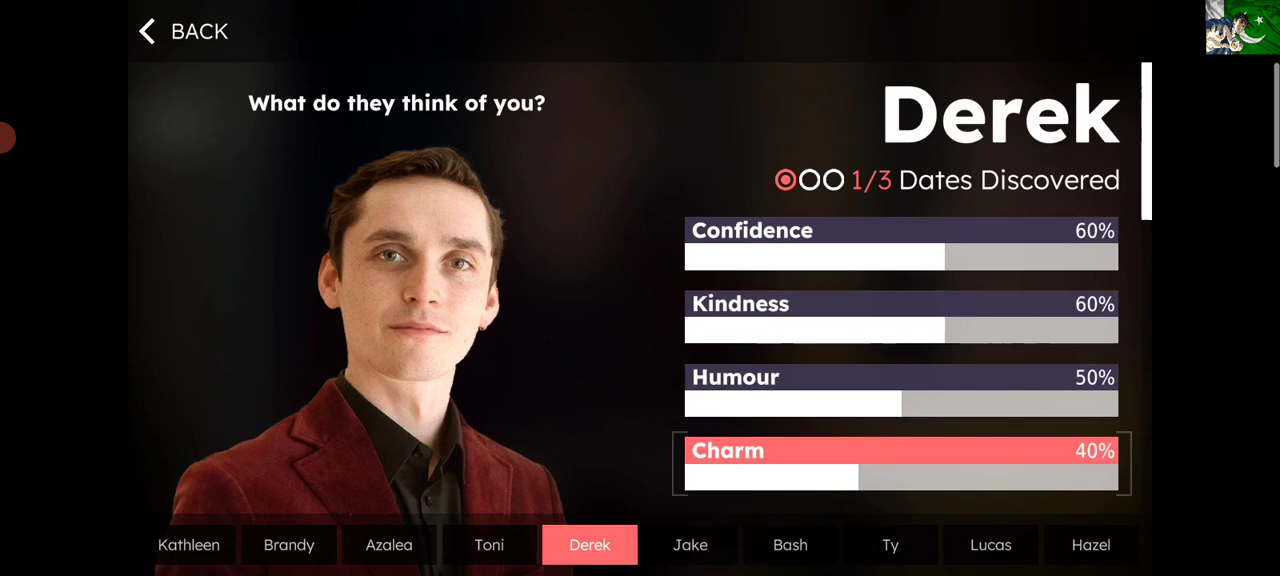 BACK
What do they think of you?
Derek
1/3 Dates Discovered
Confidence 60%
Kindness 60%
Humour 50%
Charm 40%
Kathleen Brandy Azalea Toni Derek Jake Bash Ty Lucas Hazel